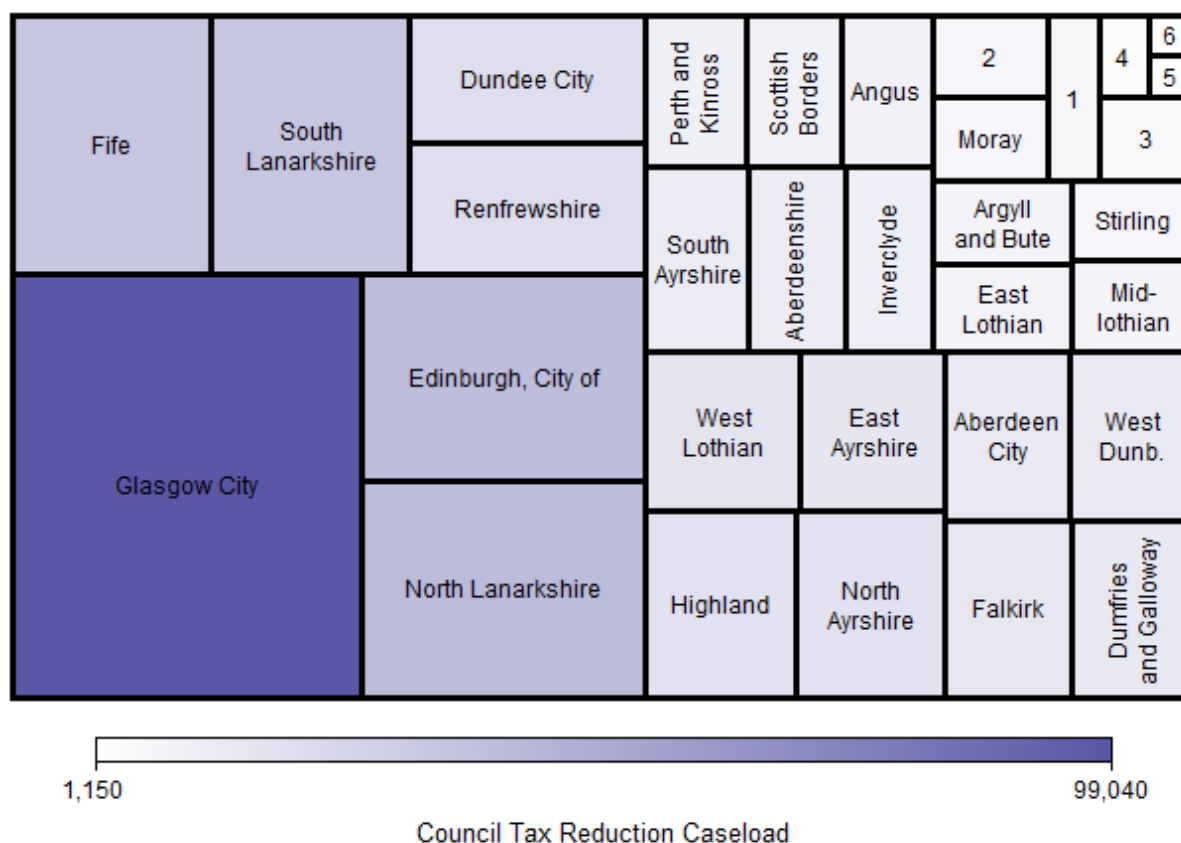 Fife
South
Lanarkshire
Dundee City
Renfrewshire
Glasgow City
Edinburgh, City of
North Lanarkshire
Perth and
Kinross
Scottish
Borders
Angus
2
1
4
6
5
Moray
3
South
Ayrshire
Aberdeenshire
Inverclyde
Argyll
and Bute
Stirling
East
Lothian
Mid-
lothian
West
Lothian
East
Ayrshire
Aberdeen
City
West
Dunb.
Highland
North
Ayrshire
Falkirk
Dumfries
and Galloway
1,150
99,040
Council Tax Reduction Caseload